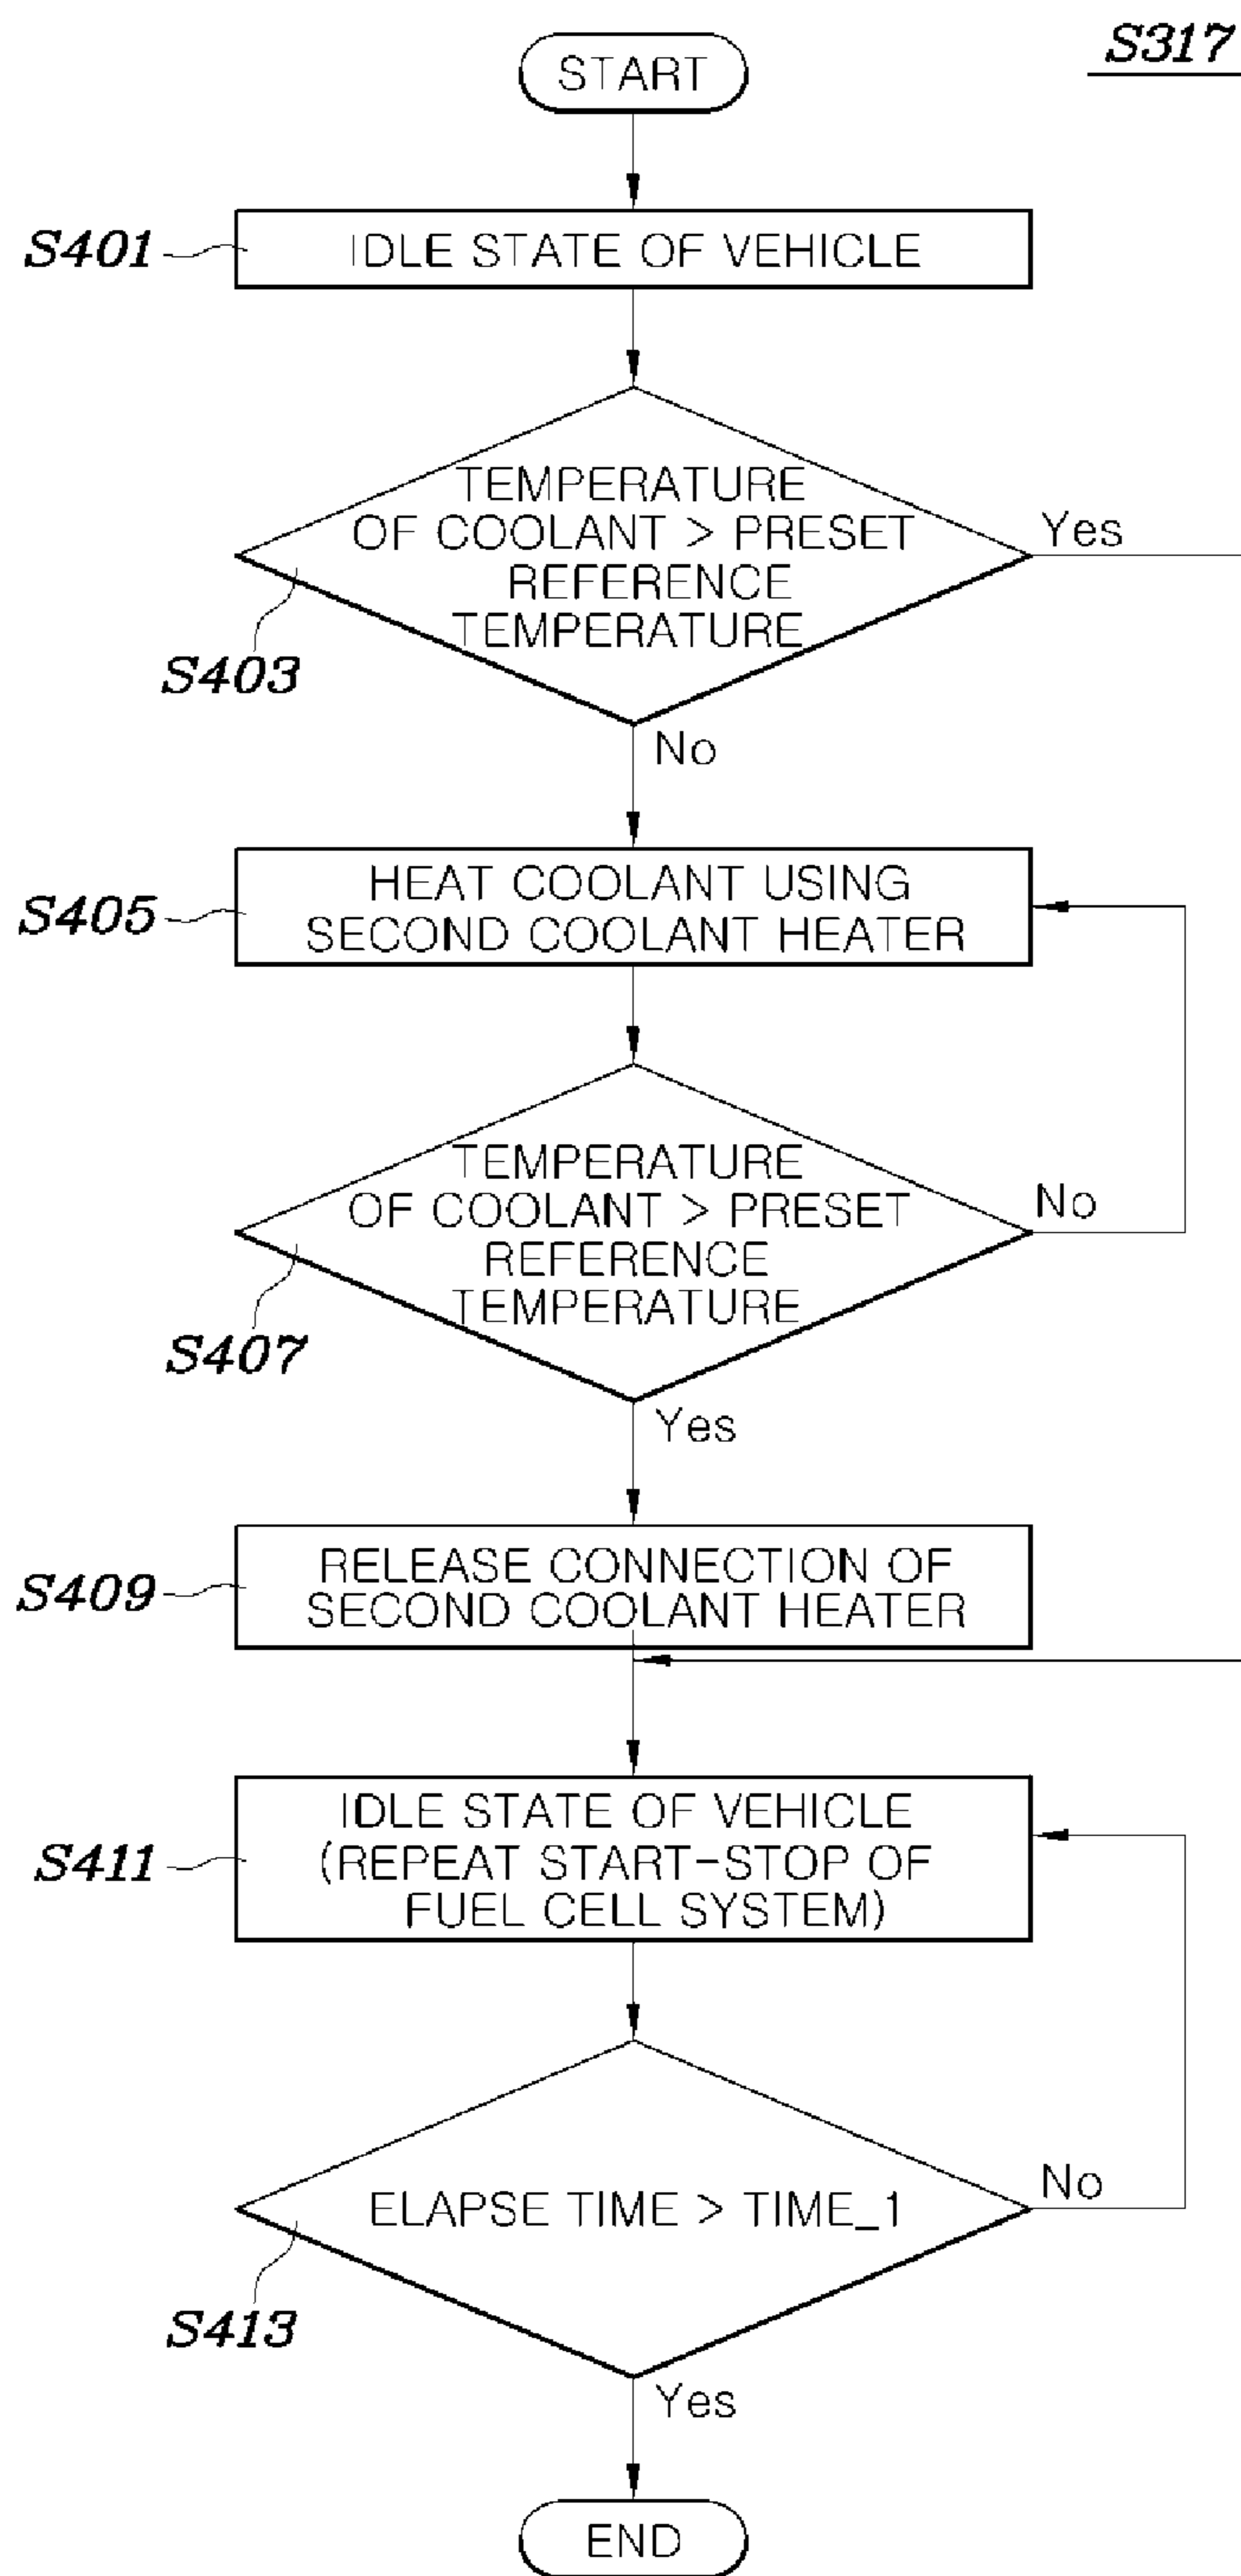 S317
START
S401
IDLE STATE OF VEHICLE
TEMPERATURE
OF COOLANT > PRESET
REFERENCE
TEMPERATURE
Yes
S403
No
HEAT COOLANT USING
SECOND COOLANT HEATER
S405
TEMPERATURE
OF COOLANT > PRESET
REFERENCE
TEMPERATURE
No
S407
Yes
RELEASE CONNECTION OF
SECOND COOLANT HEATER
S409
IDLE STATE OF VEHICLE
(REPEAT START-STOP OF
FUEL CELL SYSTEM)
S411
ELAPSE TIME > TIME_1
No
S413
Yes
END